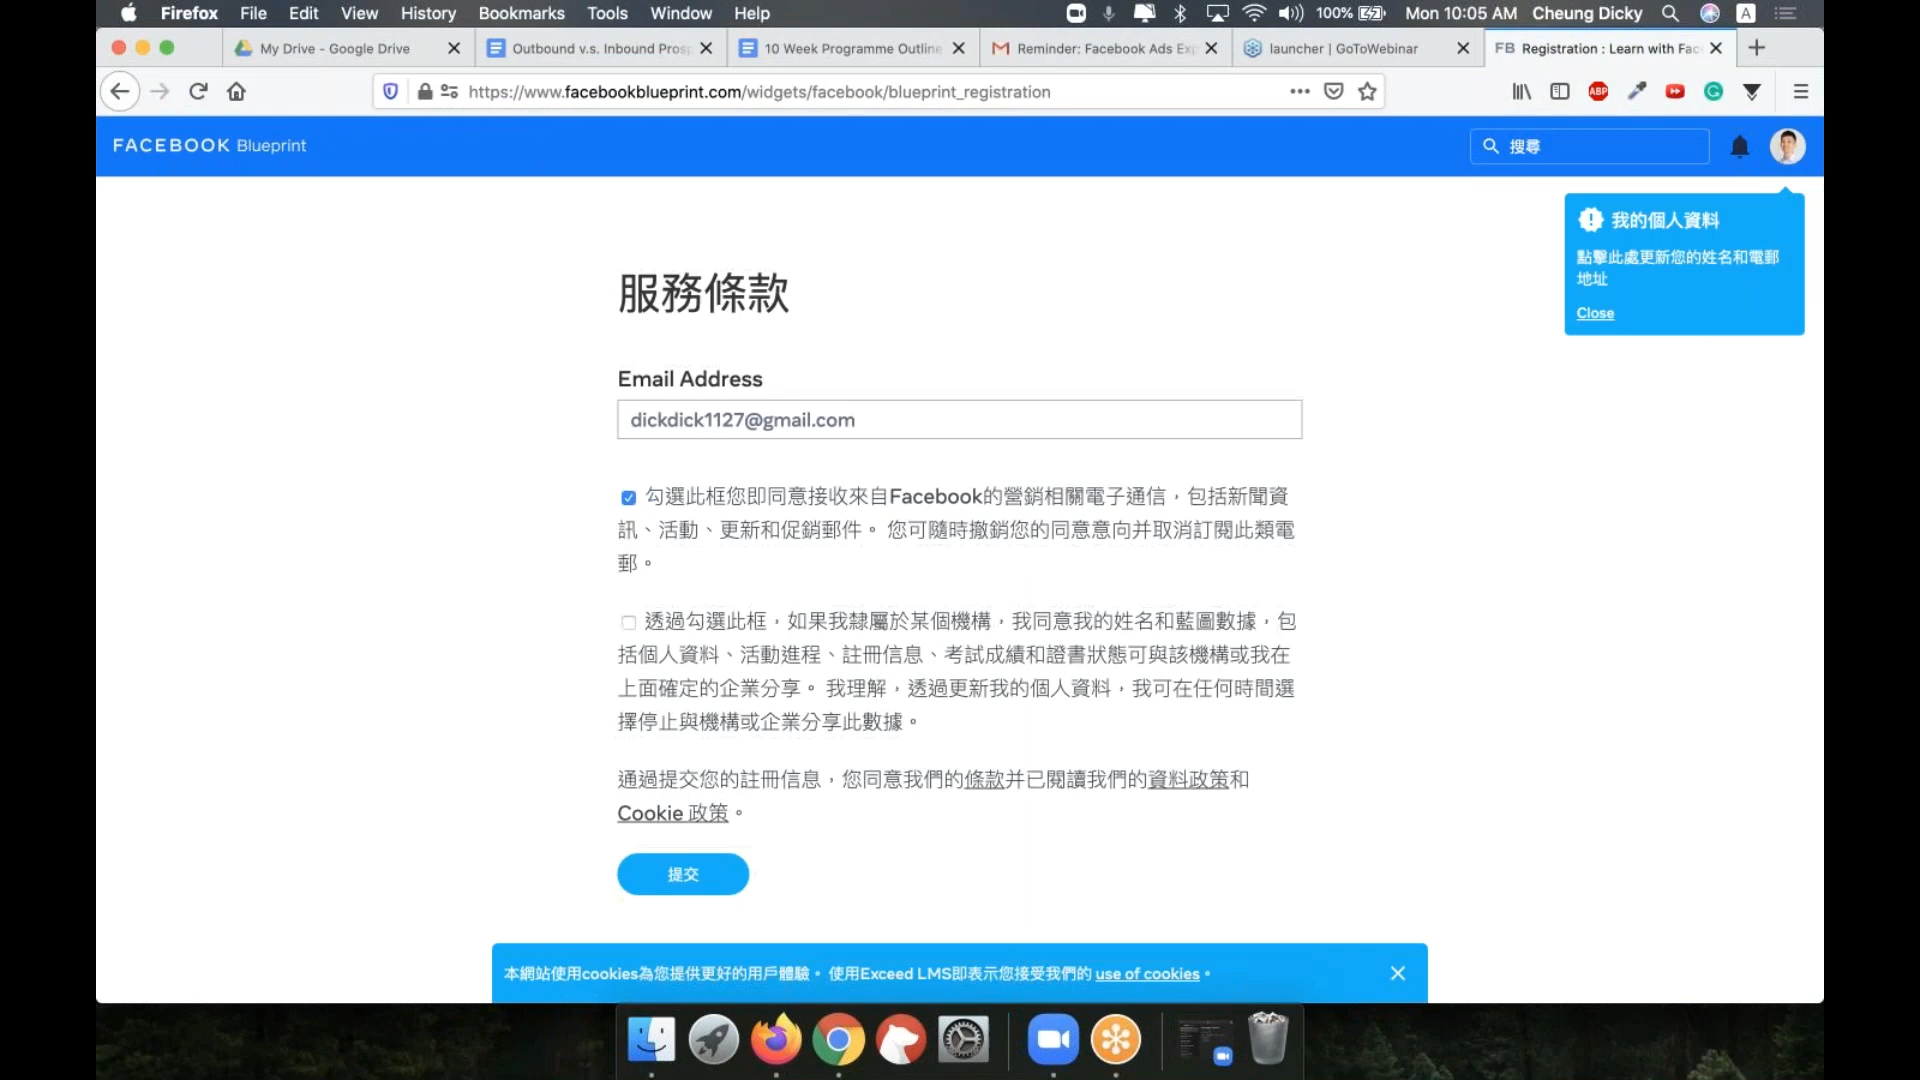 Firefox File Edit View History Bookmarks Tools Window Help 100% Mon 10:05 AM Cheung Dicky A
My Drive - Google Drive
Outbound v.s. Inbound Pros
10 Week Programme Outline
Reminder: Facebook Ads Exp
launcher | GoToWebinar
FB Registration : Learn with Fac
https://www.facebookblueprint.com/widgets/facebook/blueprint_registration
ABP
FACEBOOK Blueprint
搜尋
我的個人資料
點擊此處更新您的姓名和電郵
地址
Close
服務條款
Email Address
dickdick1127@gmail.com
勾選此框您即同意接收來自Facebook的營銷相關電子通信，包括新聞資
訊、活動、更新和促銷郵件。 您可隨時撤銷您的同意意向并取消訂閱此類電
郵。
透過勾選此框，如果我隸屬於某個機構，我同意我的姓名和藍圖數據，包
括個人資料、活動進程、註冊信息、考試成績和證書狀態可與該機構或我在
上面確定的企業分享。 我理解，透過更新我的個人資料，我可在任何時間選
擇停止與機構或企業分享此數據。
通過提交您的註冊信息，您同意我們的條款并已閱讀我們的資料政策和
Cookie 政策。
提交
本網站使用cookies為您提供更好的用戶體驗。 使用Exceed LMS即表示您接受我們的 use of cookies。